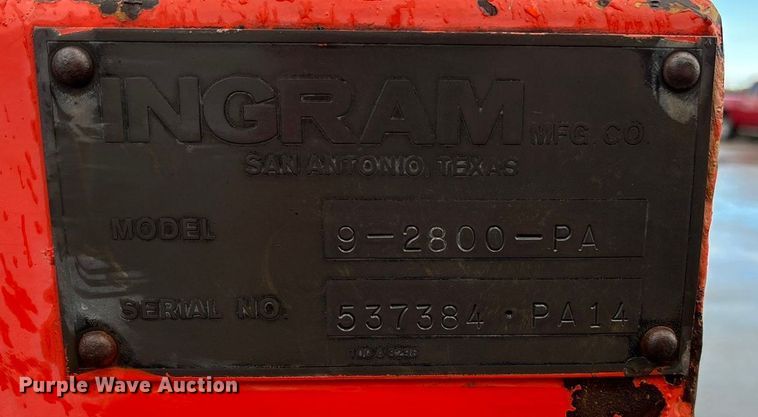 INGRAM MFG. CO.
SAN ANTONIO, TEXAS
MODEL 9-2800-PA
SERIAL NO. 537384 · PA14
Purple Wave Auction